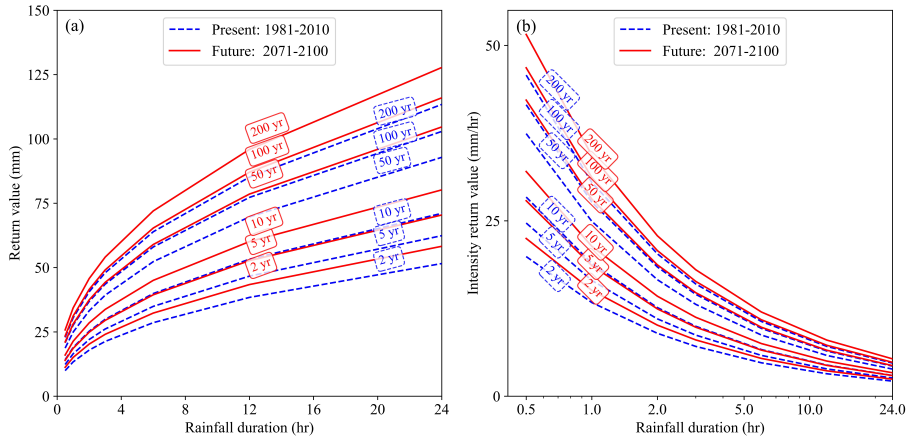 (a)
Present: 1981-2010
Future: 2071-2100
Return value (mm)
150
125
100
75
50
25
0
200 yr
100 yr
50 yr
10 yr
5 yr
2 yr
200 yr
100 yr
50 yr
10 yr
5 yr
2 yr
0
4
8
12
16
20
24
Rainfall duration (hr)
(b)
Present: 1981-2010
Future: 2071-2100
Intensity return value (mm/hr)
50
25
0
200 yr
100 yr
50 yr
10 yr
5 yr
2 yr
200 yr
100 yr
50 yr
10 yr
5 yr
2 yr
0.5
1.0
2.0
5.0
10.0
24.0
Rainfall duration (hr)